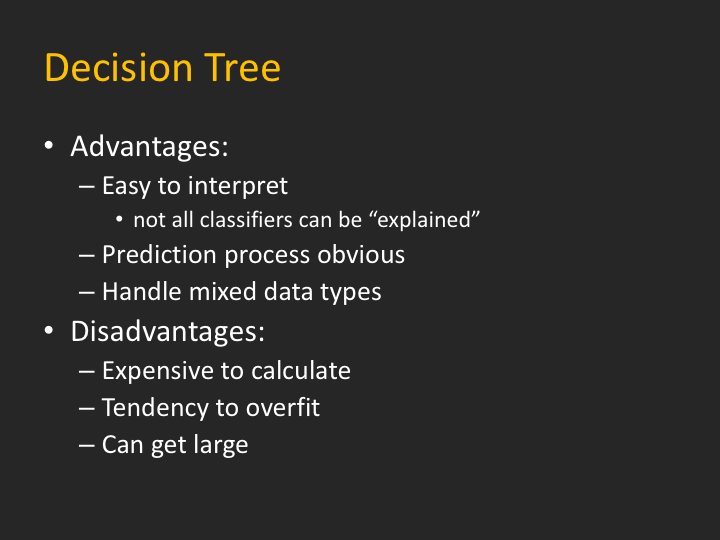 Decision Tree
• Advantages:
– Easy to interpret
• not all classifiers can be “explained”
– Prediction process obvious
– Handle mixed data types
• Disadvantages:
– Expensive to calculate
– Tendency to overfit
– Can get large